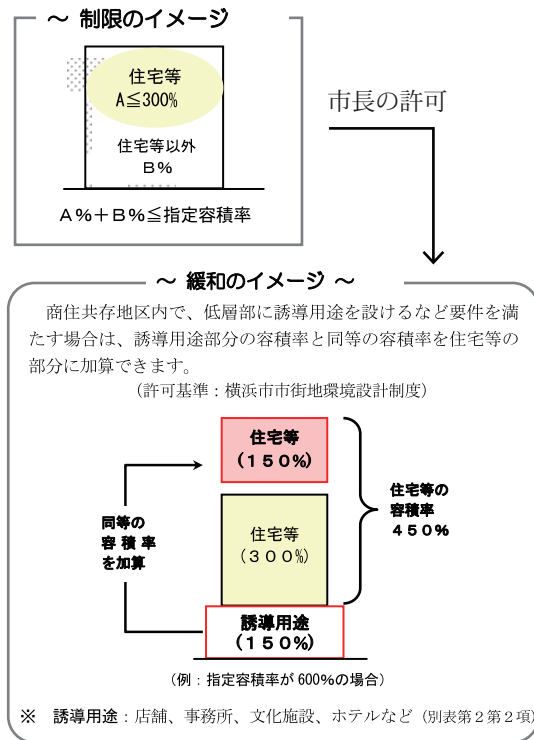 ～ 制限のイメージ
住宅等
A≦300%
住宅等以外
B%
A%＋B%≦指定容積率
市長の許可
～ 緩和のイメージ ～
商住共存地区内で、低層部に誘導用途を設けるなど要件を満
たす場合は、誘導用途部分の容積率と同等の容積率を住宅等の
部分に加算できます。
（許可基準：横浜市市街地環境設計制度）
住宅等
（１５０％）
住宅等の
容積率
４５０％
同等の
容 積 率
を加算
住宅等
（３００％）
誘導用途
（１５０％）
（例：指定容積率が 600%の場合）
※　誘導用途：店舗、事務所、文化施設、ホテルなど（別表第２第２項）